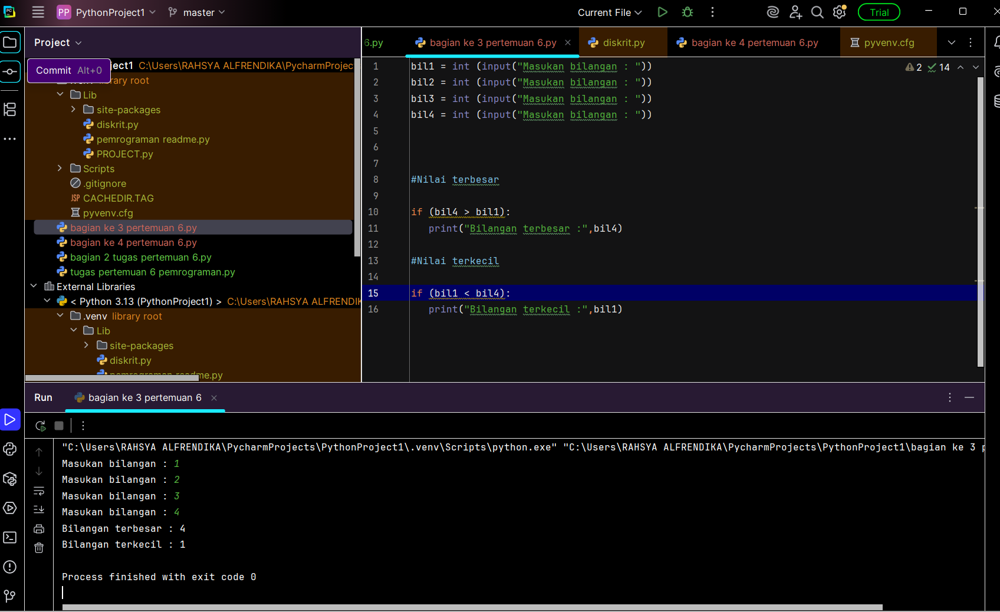 PP PythonProject1 master Current File Trial
Project
Commit Alt+0
ject1 C:\Users\RAHSYA ALFRENDIKA\PycharmProjec
library root
Lib
site-packages
diskrit.py
pemrograman readme.py
PROJECT.py
Scripts
.gitignore
CACHEDIR.TAG
pyvenv.cfg
bagian ke 3 pertemuan 6.py
bagian ke 4 pertemuan 6.py
bagian 2 tugas pertemuan 6.py
tugas pertemuan 6 pemrograman.py
External Libraries
< Python 3.13 (PythonProject1) > C:\Users\RAHSYA ALFRENDIK
.venv library root
Lib
site-packages
diskrit.py
pemrograman readme.py
6.py bagian ke 3 pertemuan 6.py diskrit.py bagian ke 4 pertemuan 6.py pyvenv.cfg
2 14
1 bil1 = int (input("Masukan bilangan : "))
2 bil2 = int (input("Masukan bilangan : "))
3 bil3 = int (input("Masukan bilangan : "))
4 bil4 = int (input("Masukan bilangan : "))
5
6
7
8 #Nilai terbesar
9
10 if (bil4 > bil1):
11 print("Bilangan terbesar :",bil4)
12
13 #Nilai terkecil
14
15 if (bil1 < bil4):
16 print("Bilangan terkecil :",bil1)
Run bagian ke 3 pertemuan 6
"C:\Users\RAHSYA ALFRENDIKA\PycharmProjects\PythonProject1\.venv\Scripts\python.exe" "C:\Users\RAHSYA ALFRENDIKA\PycharmProjects\PythonProject1\bagian ke 3 p
Masukan bilangan : 1
Masukan bilangan : 2
Masukan bilangan : 3
Masukan bilangan : 4
Bilangan terbesar : 4
Bilangan terkecil : 1
Process finished with exit code 0